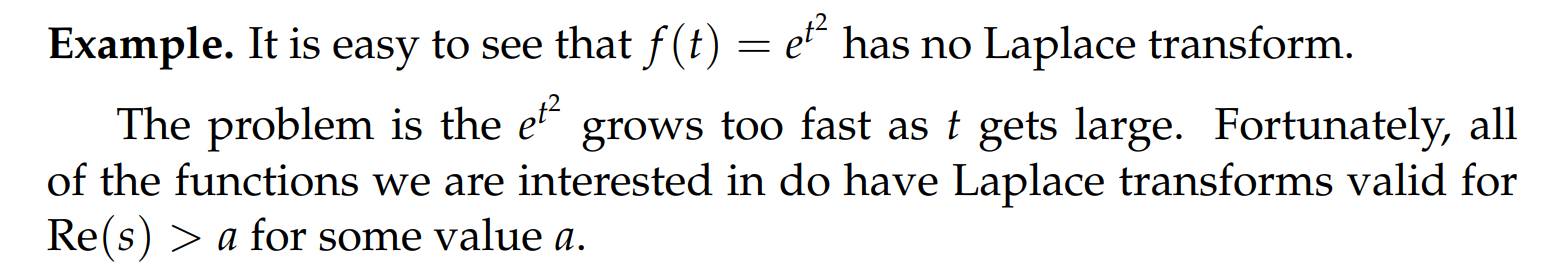 Example. It is easy to see that f(t) = e^{t^2} has no Laplace transform.
The problem is the e^{t^2} grows too fast as t gets large. Fortunately, all
of the functions we are interested in do have Laplace transforms valid for
Re(s) > a for some value a.